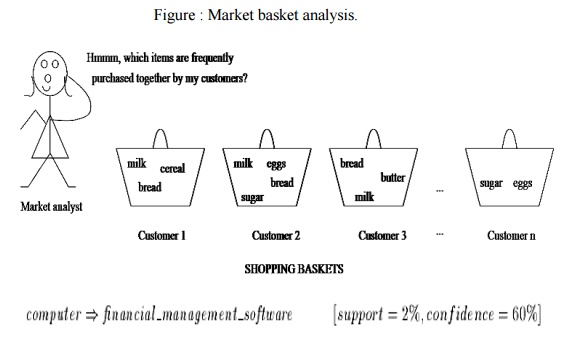 Figure : Market basket analysis.
Hmmm, which items are frequently
purchased together by my customers?
milk cereal
bread
milk eggs
bread
sugar
bread
butter
milk
...
sugar eggs
Market analyst
Customer 1 Customer 2 Customer 3 ... Customer n
SHOPPING BASKETS
computer ⇒ financial_management_software [support = 2%, confidence = 60%]